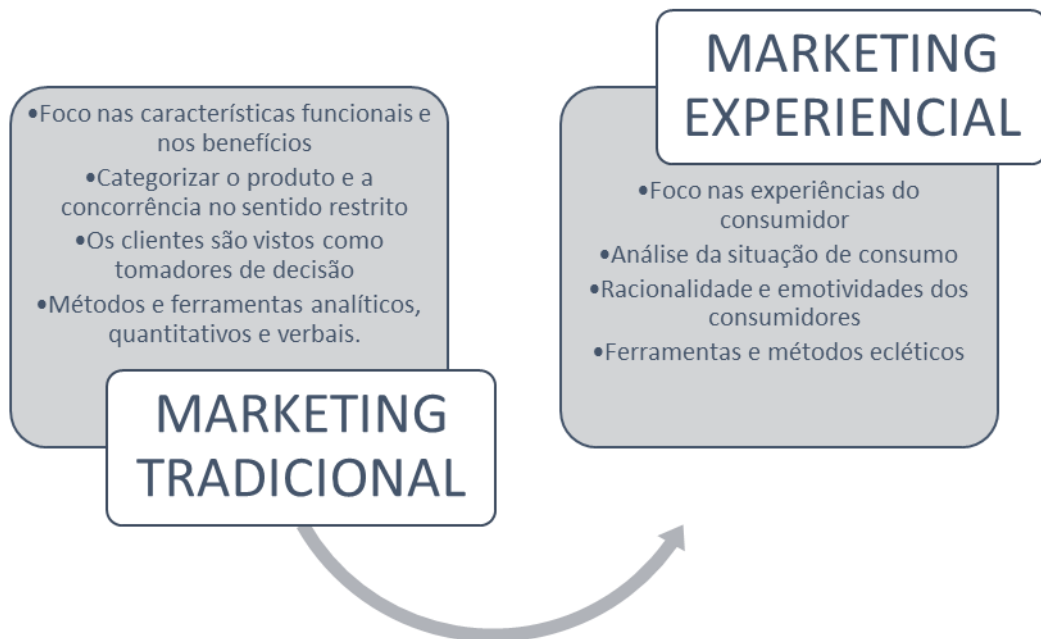 •Foco nas características funcionais e
nos benefícios
•Categorizar o produto e a
concorrência no sentido restrito
•Os clientes são vistos como
tomadores de decisão
•Métodos e ferramentas analíticos,
quantitativos e verbais.
MARKETING
TRADICIONAL
MARKETING
EXPERIENCIAL
•Foco nas experiências do
consumidor
•Análise da situação de consumo
•Racionalidade e emotividades dos
consumidores
•Ferramentas e métodos ecléticos